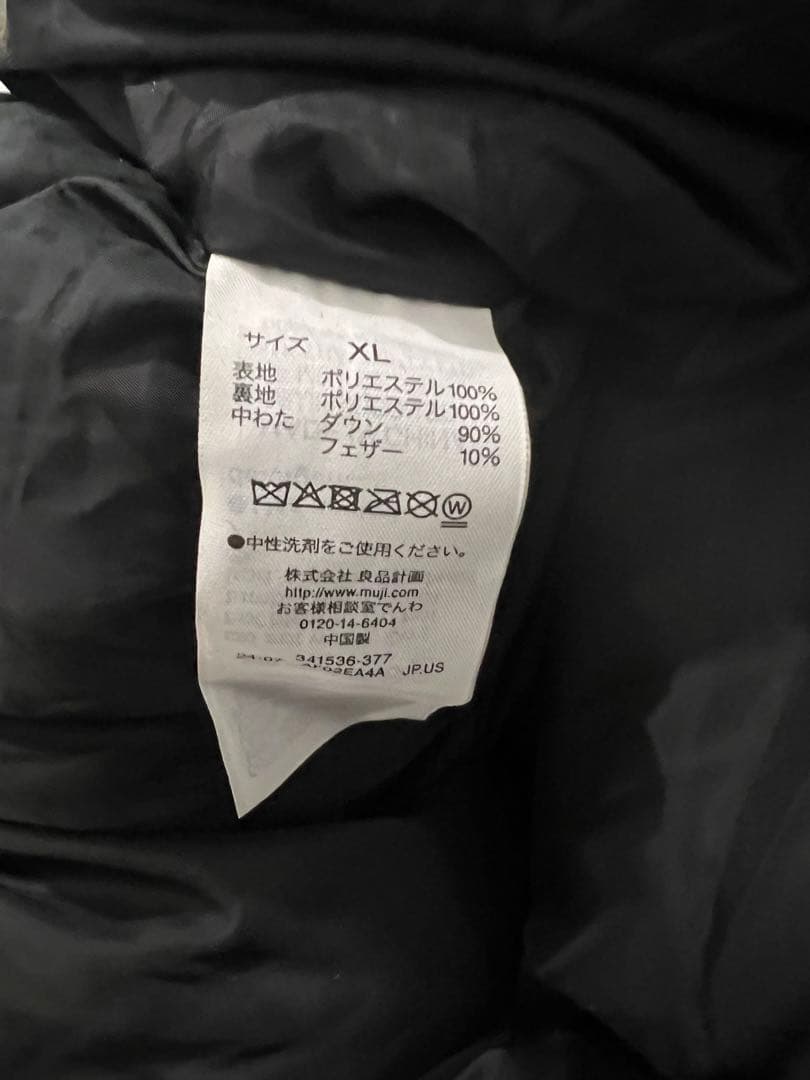 サイズ XL
表地 ポリエステル100%
裏地 ポリエステル100%
中わた ダウン 90%
フェザー 10%
W
●中性洗剤をご使用ください。
株式会社 良品計画
http://www.muji.com
お客様相談室でんわ
0120-14-6404
中国製
341536-377
JP.US